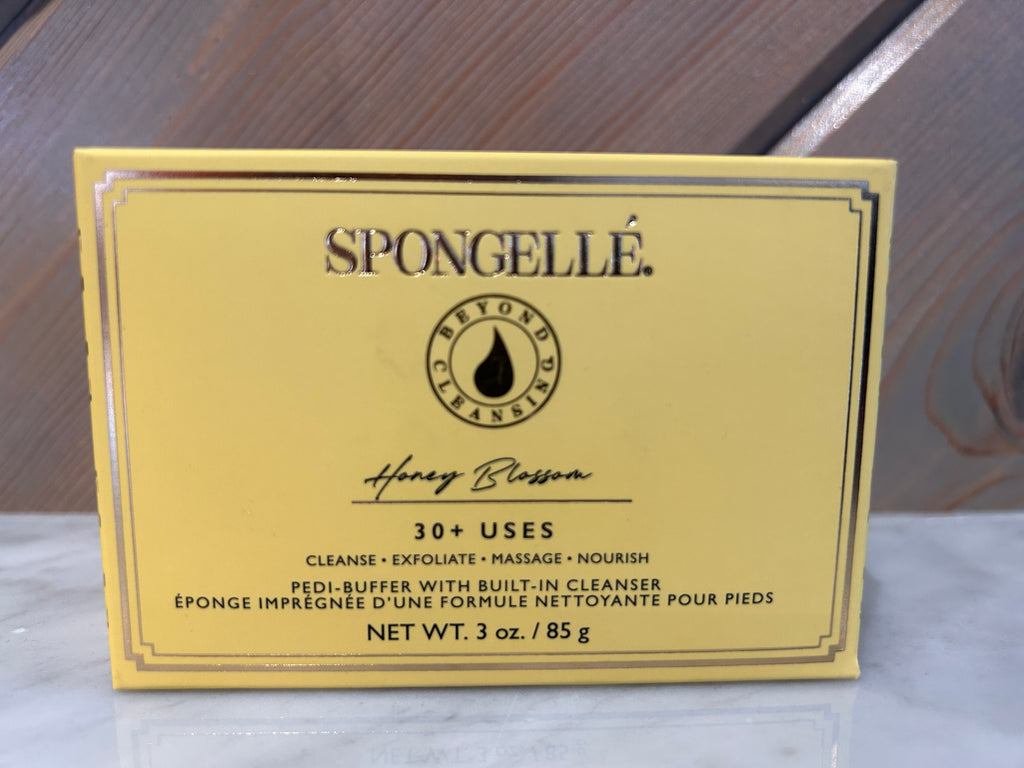 SPONGELLÉ.
BEYOND
CLEANSING
Honey Blossom
30+ USES
CLEANSE • EXFOLIATE • MASSAGE • NOURISH
PEDI-BUFFER WITH BUILT-IN CLEANSER
ÉPONGE IMPRÉGNÉE D'UNE FORMULE NETTOYANTE POUR PIEDS
NET WT. 3 oz. / 85 g